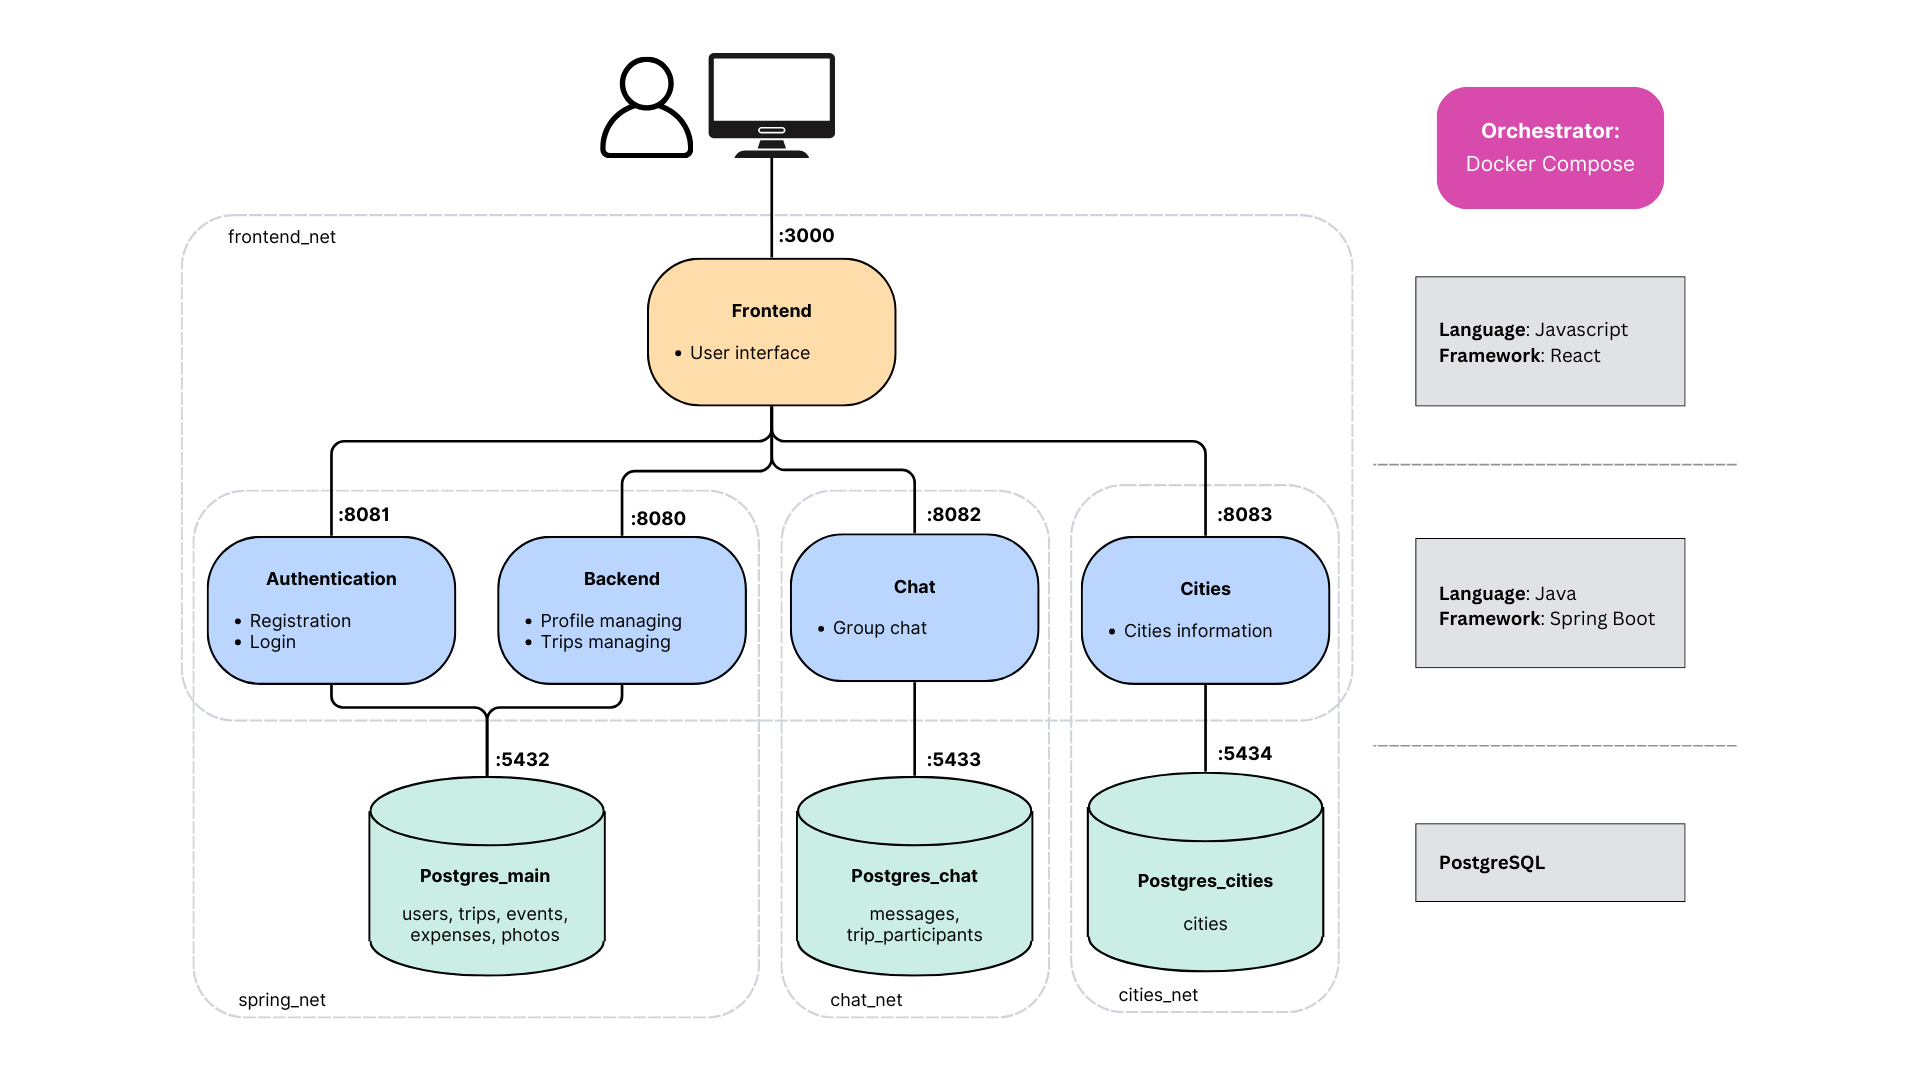 Orchestrator:
Docker Compose
frontend_net
:3000
Frontend
• User interface
Language: Javascript
Framework: React
:8081
:8080
:8082
:8083
Authentication
• Registration
• Login
Backend
• Profile managing
• Trips managing
Chat
• Group chat
Cities
• Cities information
Language: Java
Framework: Spring Boot
:5432
:5433
:5434
Postgres_main
users, trips, events,
expenses, photos
Postgres_chat
messages,
trip_participants
Postgres_cities
cities
PostgreSQL
spring_net
chat_net
cities_net